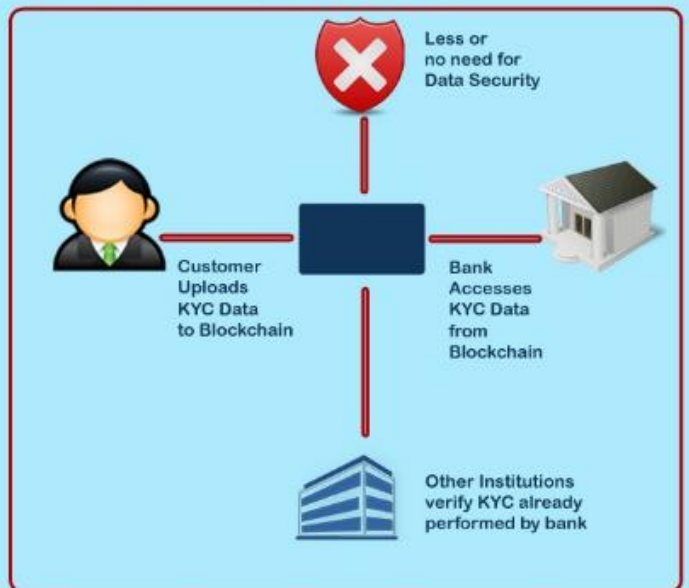 Less or
no need for
Data Security
Customer
Uploads
KYC Data
to Blockchain
Bank
Accesses
KYC Data
from
Blockchain
Other Institutions
verify KYC already
performed by bank